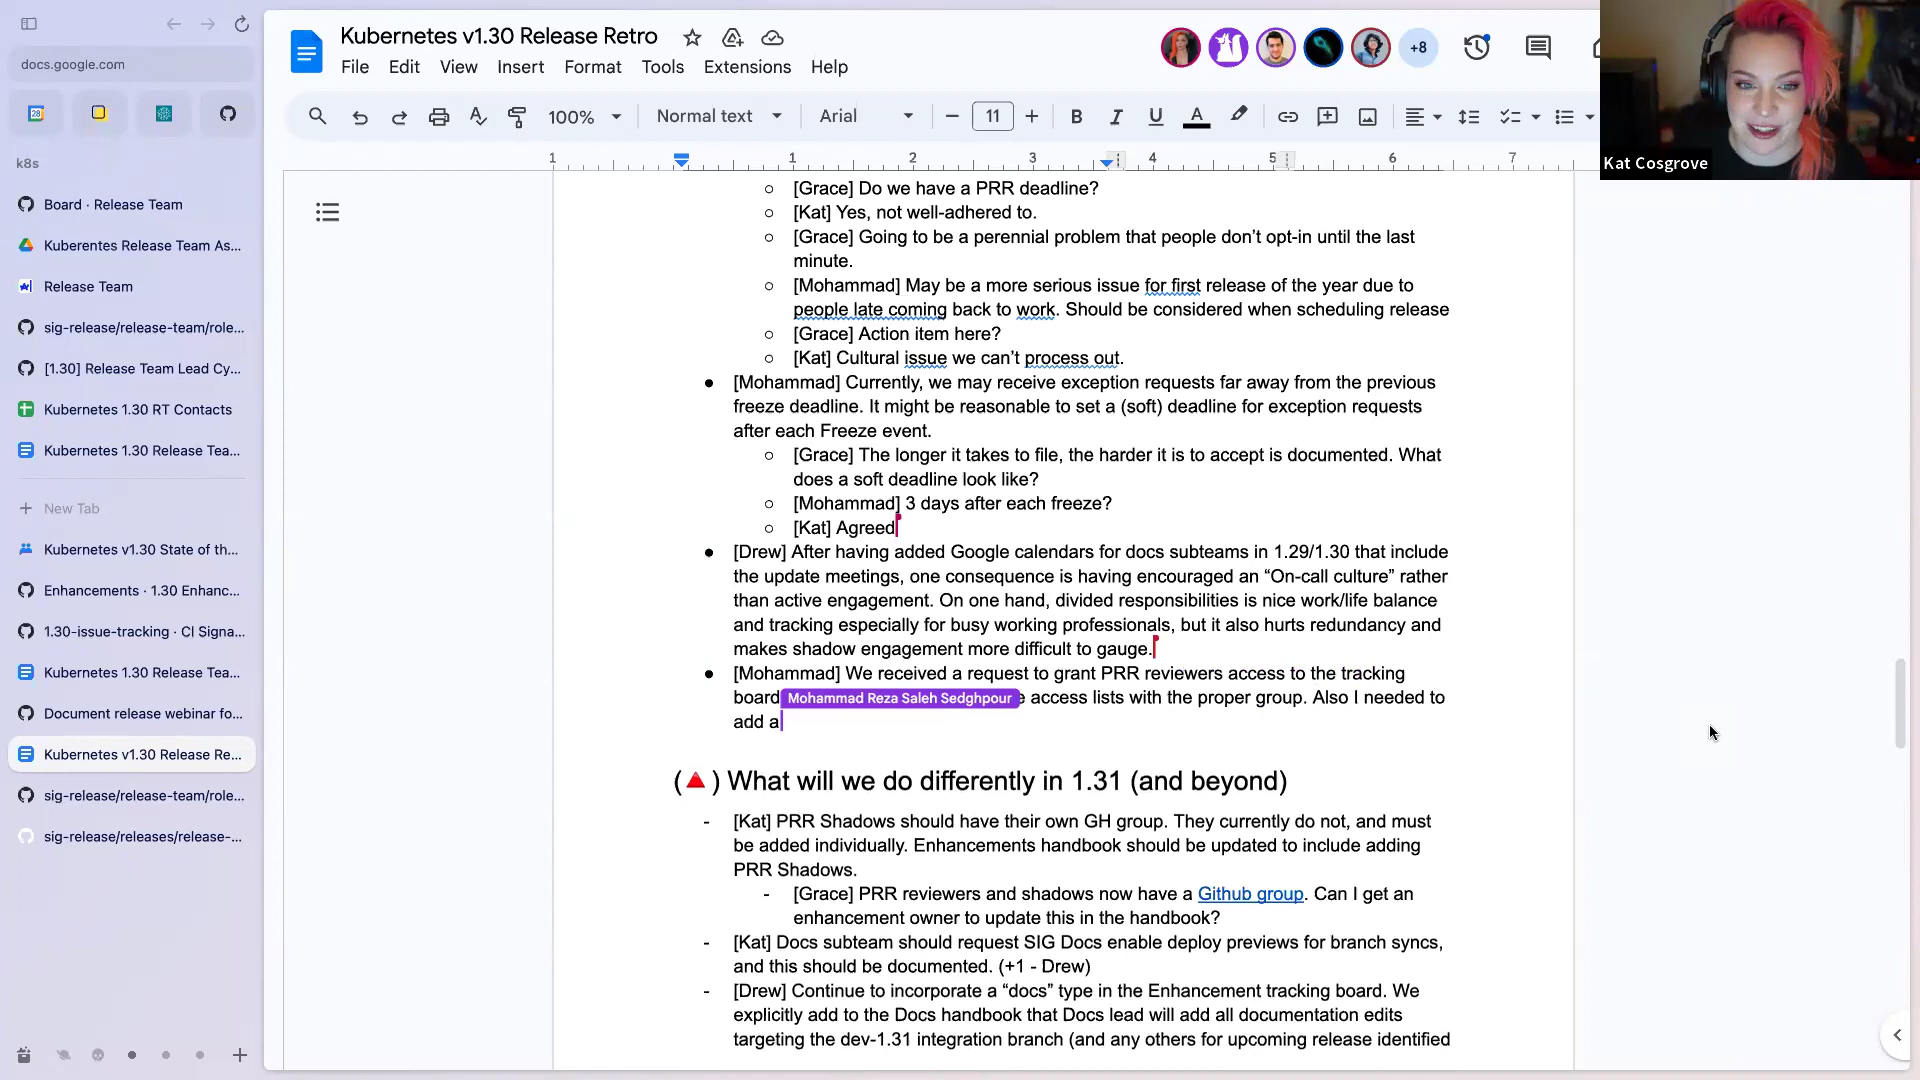 docs.google.com
28
k8s
Board · Release Team
Kuberentes Release Team As...
Release Team
sig-release/release-team/role...
[1.30] Release Team Lead Cy...
Kubernetes 1.30 RT Contacts
Kubernetes 1.30 Release Tea...
New Tab
Kubernetes v1.30 State of th...
Enhancements · 1.30 Enhanc...
1.30-issue-tracking · CI Signa...
Kubernetes 1.30 Release Tea...
Document release webinar fo...
Kubernetes v1.30 Release Re...
sig-release/release-team/role...
sig-release/releases/release-...
Kubernetes v1.30 Release Retro
File Edit View Insert Format Tools Extensions Help
+8
100% Normal text Arial 11 B I U A
1 1 2 3 4 5 6 7
Kat Cosgrove
[Grace] Do we have a PRR deadline?
[Kat] Yes, not well-adhered to.
[Grace] Going to be a perennial problem that people don’t opt-in until the last
minute.
[Mohammad] May be a more serious issue for first release of the year due to
people late coming back to work. Should be considered when scheduling release
[Grace] Action item here?
[Kat] Cultural issue we can’t process out.
[Mohammad] Currently, we may receive exception requests far away from the previous
freeze deadline. It might be reasonable to set a (soft) deadline for exception requests
after each Freeze event.
[Grace] The longer it takes to file, the harder it is to accept is documented. What
does a soft deadline look like?
[Mohammad] 3 days after each freeze?
[Kat] Agreed
[Drew] After having added Google calendars for docs subteams in 1.29/1.30 that include
the update meetings, one consequence is having encouraged an “On-call culture” rather
than active engagement. On one hand, divided responsibilities is nice work/life balance
and tracking especially for busy working professionals, but it also hurts redundancy and
makes shadow engagement more difficult to gauge.
[Mohammad] We received a request to grant PRR reviewers access to the tracking
board Mohammad Reza Saleh Sedghpour access lists with the proper group. Also I needed to
add a
(🔺) What will we do differently in 1.31 (and beyond)
- [Kat] PRR Shadows should have their own GH group. They currently do not, and must
be added individually. Enhancements handbook should be updated to include adding
PRR Shadows.
- [Grace] PRR reviewers and shadows now have a Github group. Can I get an
enhancement owner to update this in the handbook?
- [Kat] Docs subteam should request SIG Docs enable deploy previews for branch syncs,
and this should be documented. (+1 - Drew)
- [Drew] Continue to incorporate a “docs” type in the Enhancement tracking board. We
explicitly add to the Docs handbook that Docs lead will add all documentation edits
targeting the dev-1.31 integration branch (and any others for upcoming release identified